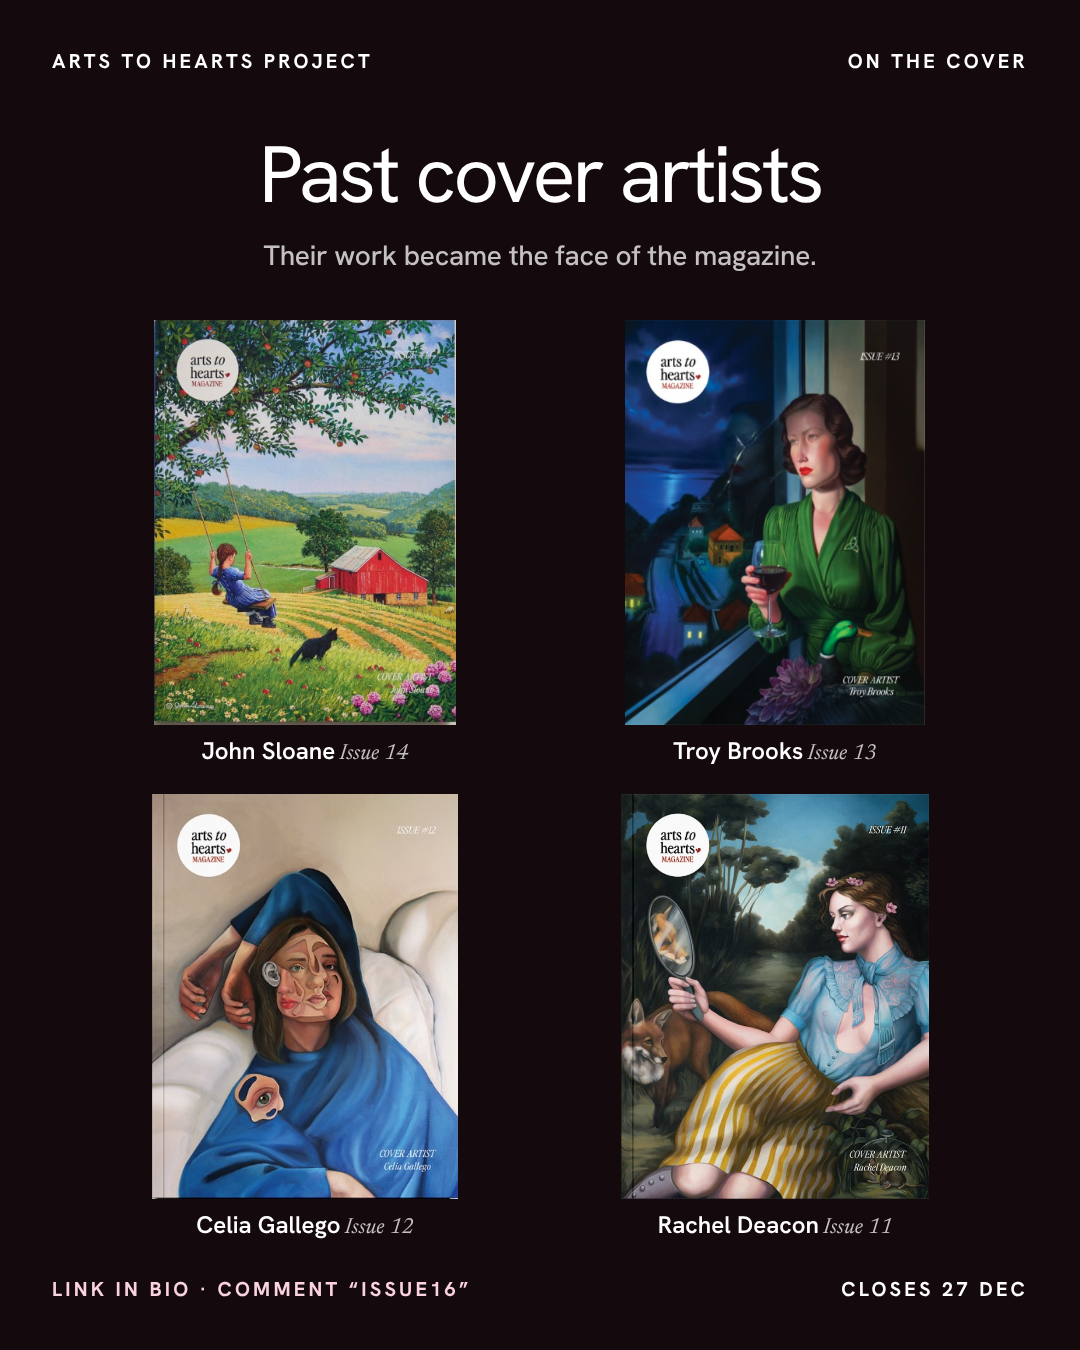 ARTS TO HEARTS PROJECT
ON THE COVER
Past cover artists
Their work became the face of the magazine.
arts to
hearts
MAGAZINE
COVER ARTIST
John Sloane
John Sloane Issue 14
arts to
hearts
MAGAZINE
ISSUE #13
COVER ARTIST
Troy Brooks
Troy Brooks Issue 13
arts to
hearts
MAGAZINE
ISSUE #12
COVER ARTIST
Celia Gallego
Celia Gallego Issue 12
arts to
hearts
MAGAZINE
ISSUE #11
COVER ARTIST
Rachel Deacon
Rachel Deacon Issue 11
LINK IN BIO · COMMENT “ISSUE16”
CLOSES 27 DEC